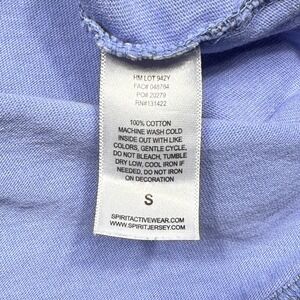 HM LOT 942Y
FAC# 048764
PO# 20279
RN#131422
100% COTTON
MACHINE WASH COLD
INSIDE OUT WITH LIKE
COLORS, GENTLE CYCLE,
DO NOT BLEACH, TUMBLE
DRY LOW, COOL IRON IF
NEEDED, DO NOT IRON
ON DECORATION
S
SPIRITACTIVEWEAR.COM
WWW.SPIRITJERSEY.COM